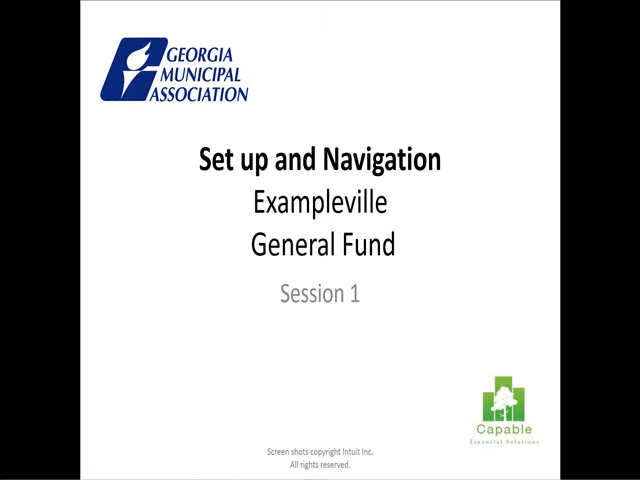 GEORGIA
MUNICIPAL
ASSOCIATION
Set up and Navigation
Exampleville
General Fund
Session 1
Capable
Financial Solutions
Screen shots copyright Intuit Inc.
All rights reserved.